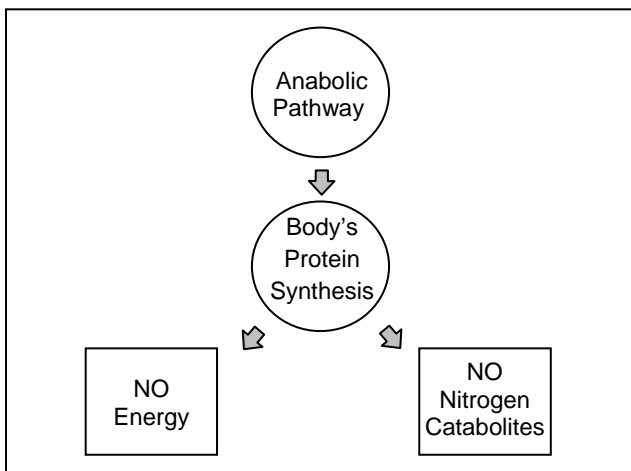 Anabolic
Pathway
Body's
Protein
Synthesis
NO
Energy
NO
Nitrogen
Catabolites